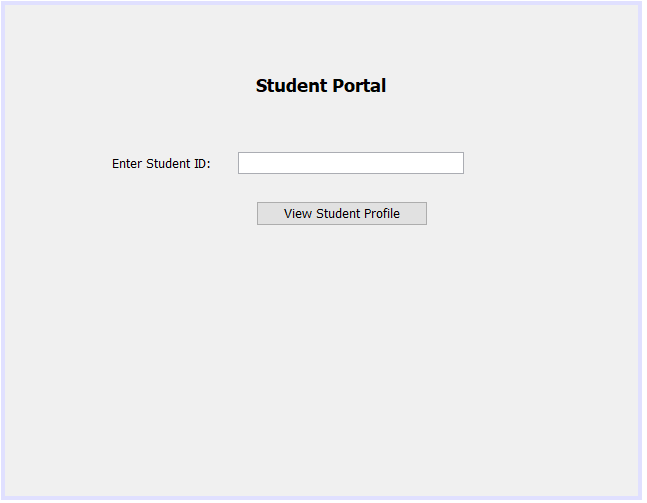 Student Portal
Enter Student ID:
View Student Profile